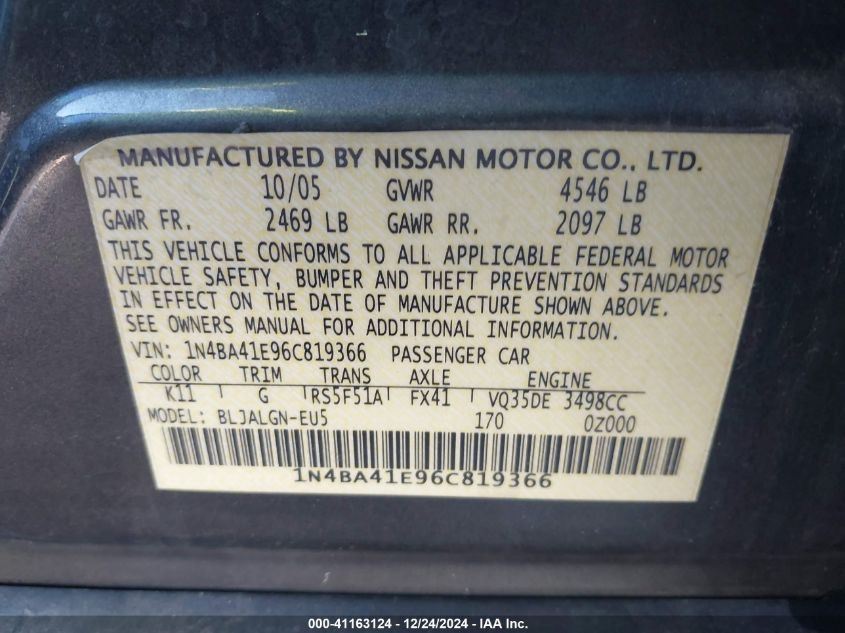 MANUFACTURED BY NISSAN MOTOR CO., LTD.
DATE 10/05 GVWR 4546 LB
GAWR FR. 2469 LB GAWR RR. 2097 LB
THIS VEHICLE CONFORMS TO ALL APPLICABLE FEDERAL MOTOR
VEHICLE SAFETY, BUMPER AND THEFT PREVENTION STANDARDS
IN EFFECT ON THE DATE OF MANUFACTURE SHOWN ABOVE.
SEE OWNERS MANUAL FOR ADDITIONAL INFORMATION.
VIN: 1N4BA41E96C819366 PASSENGER CAR
COLOR TRIM TRANS AXLE ENGINE
K11 G RS5F51A FX41 VQ35DE 3498CC
MODEL: BLJALGN-EU5 170 0Z000
1N4BA41E96C819366
000-41163124 - 12/24/2024 - IAA Inc.